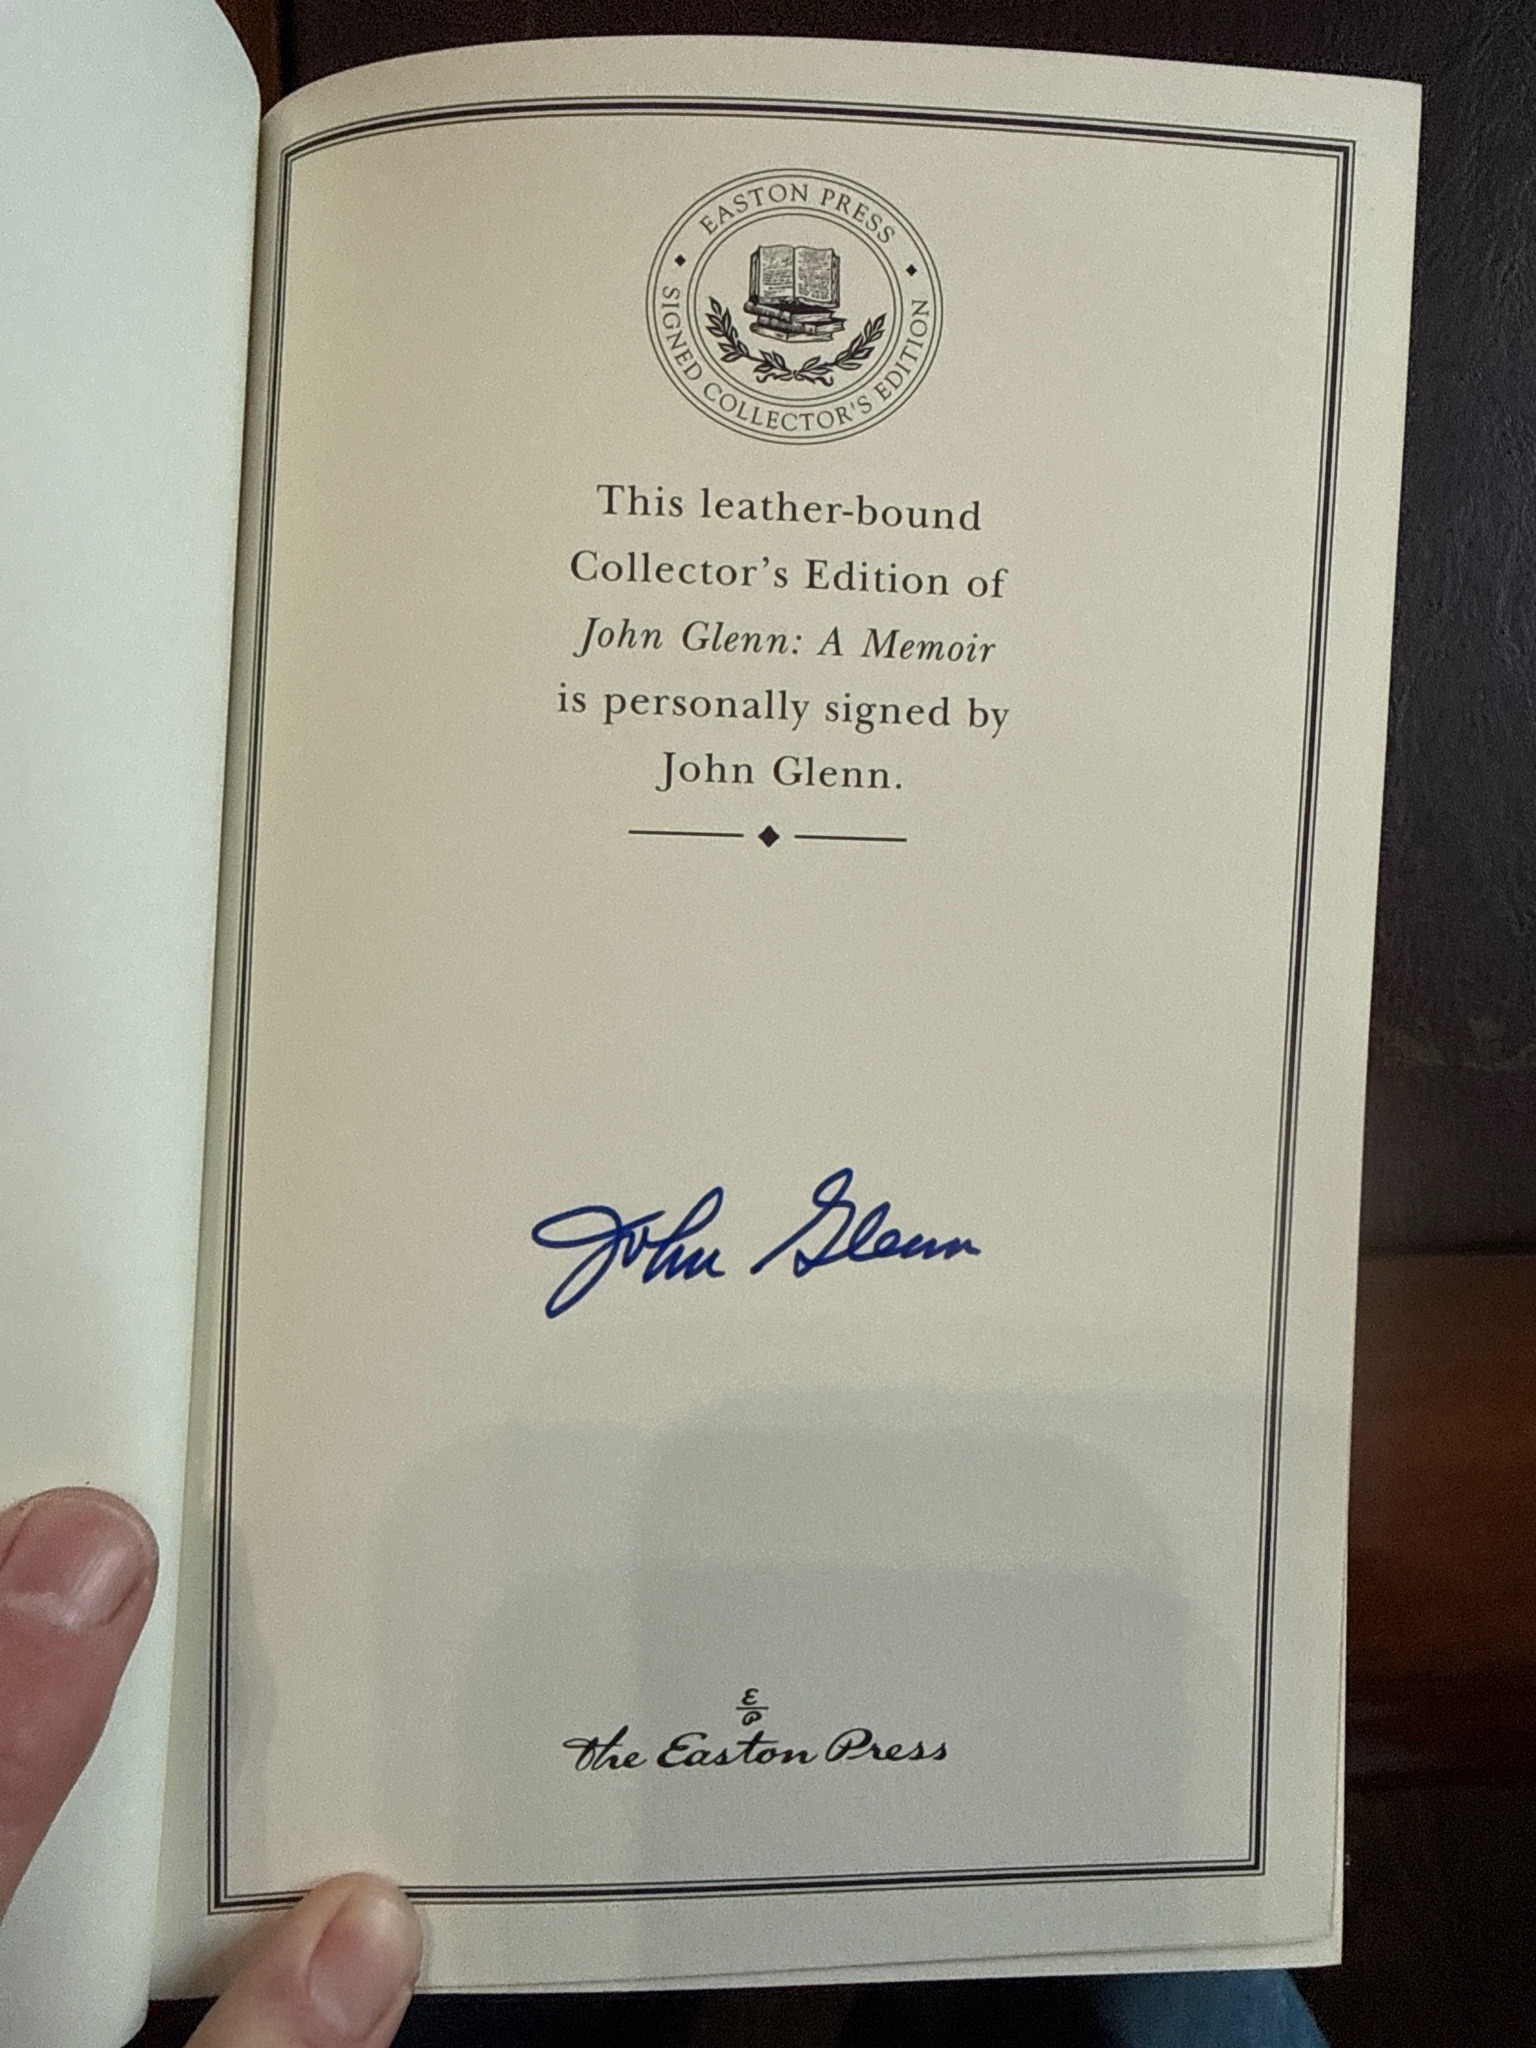 EASTON PRESS
SIGNED COLLECTOR'S EDITION
This leather-bound
Collector's Edition of
John Glenn: A Memoir
is personally signed by
John Glenn.
John Glenn
E
P
The Easton Press